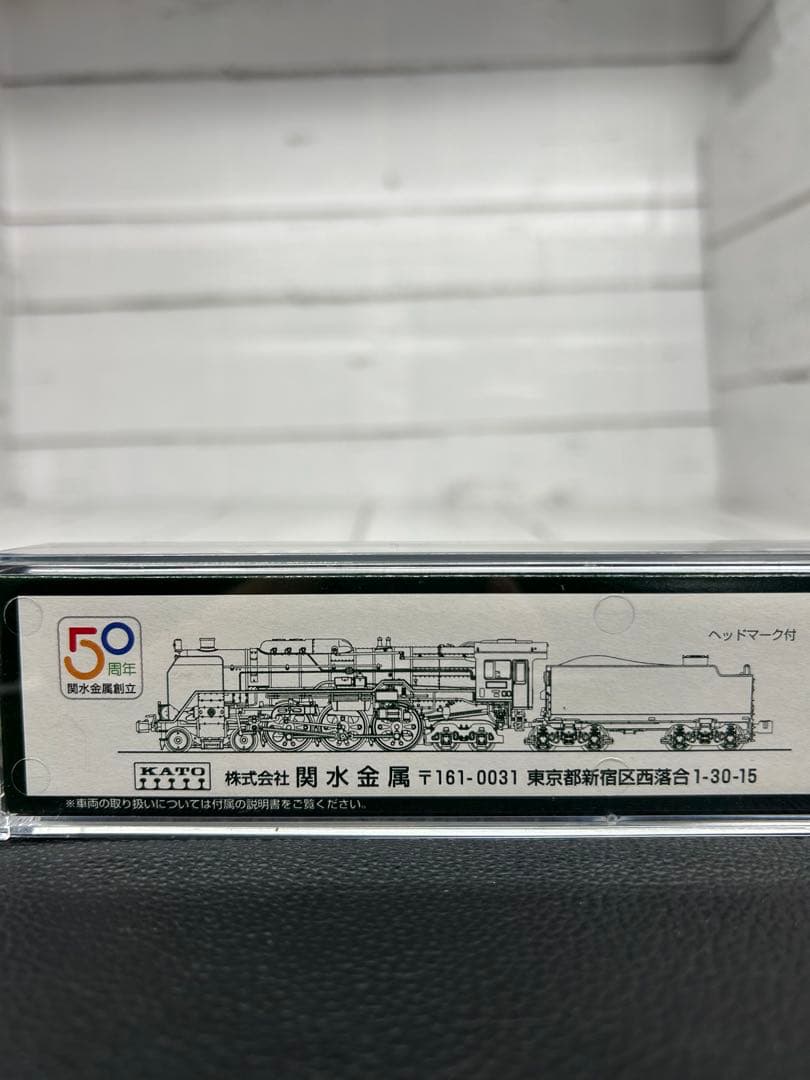 50
周年
関水金属創立
ヘッドマーク付
KATO 株式会社 関水金属 〒161-0031 東京都新宿区西落合1-30-15
※車両の取り扱いについては付属の説明書をご覧ください。